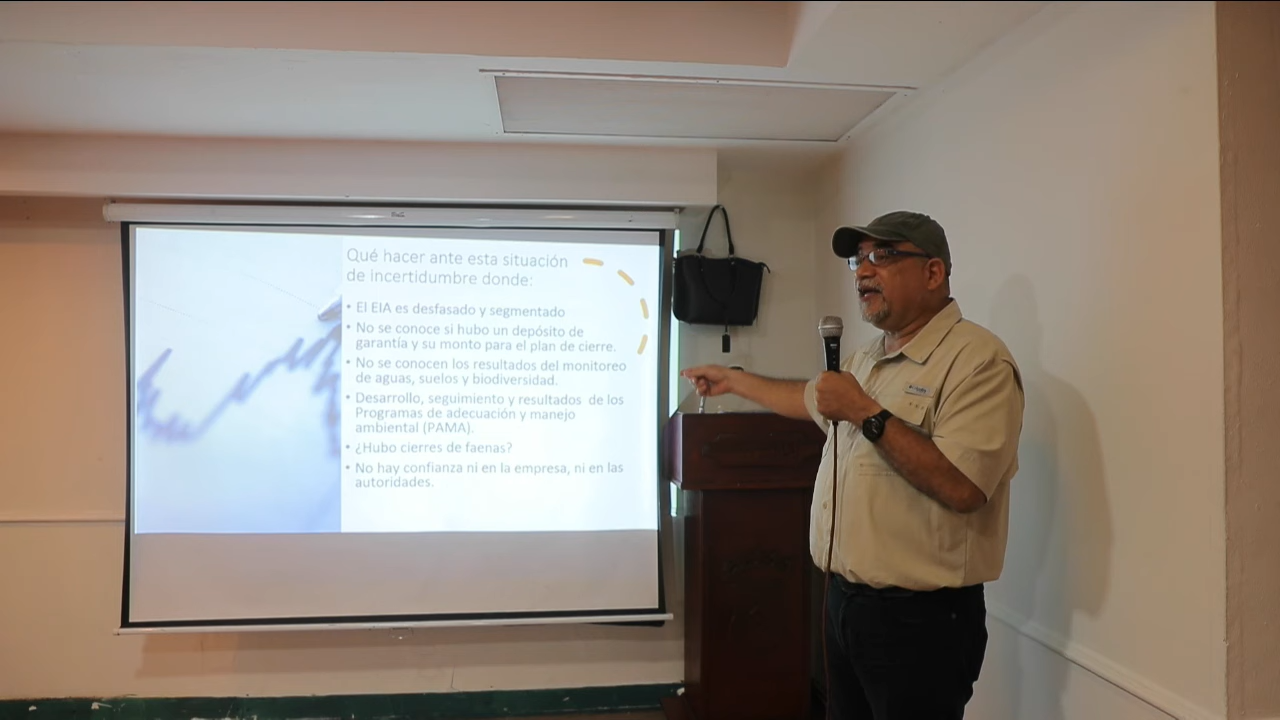 Qué hacer ante esta situación
de incertidumbre donde:
• El EIA es desfasado y segmentado
• No se conoce si hubo un depósito de
garantía y su monto para el plan de cierre.
• No se conocen los resultados del monitoreo
de aguas, suelos y biodiversidad.
• Desarrollo, seguimiento y resultados de los
Programas de adecuación y manejo
ambiental (PAMA).
• ¿Hubo cierres de faenas?
• No hay confianza ni en la empresa, ni en las
autoridades.